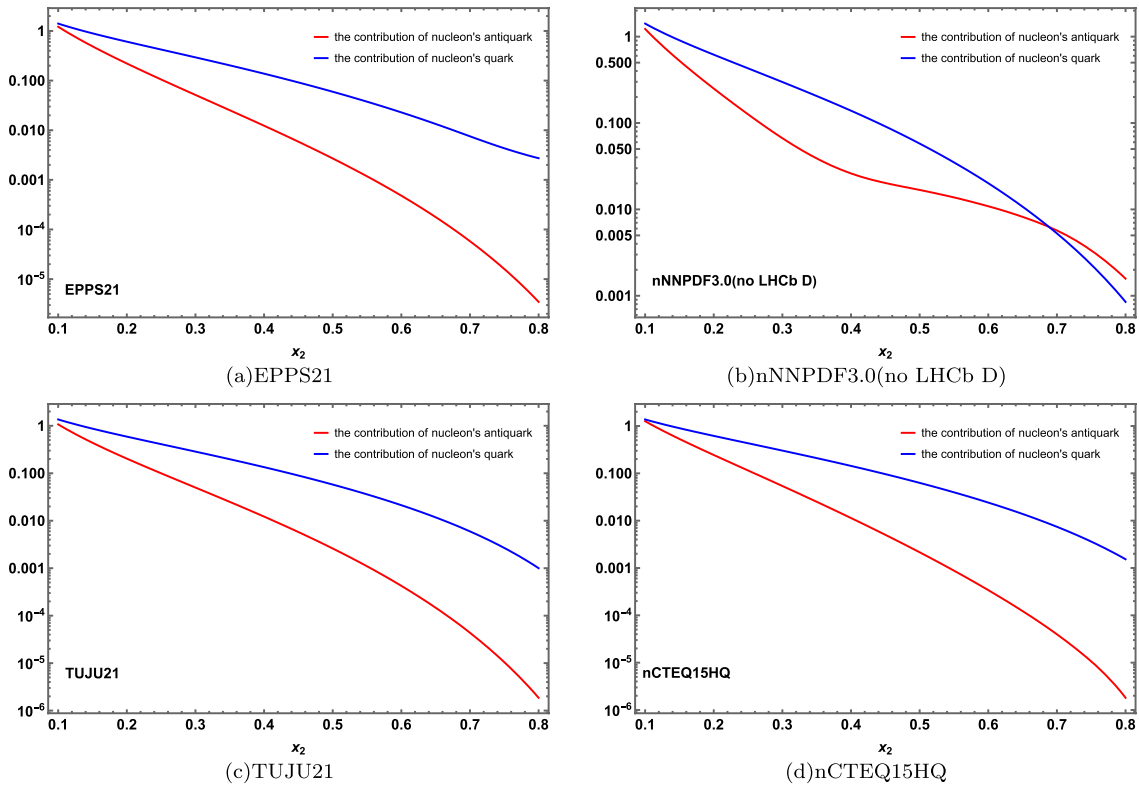 1
0.100
0.010
0.001
10⁻⁴
10⁻⁵
the contribution of nucleon's antiquark
the contribution of nucleon's quark
EPPS21
0.1 0.2 0.3 0.4 0.5 0.6 0.7 0.8
x₂
(a)EPPS21
1
0.500
0.100
0.050
0.010
0.005
0.001
the contribution of nucleon's antiquark
the contribution of nucleon's quark
nNNPDF3.0(no LHCb D)
0.1 0.2 0.3 0.4 0.5 0.6 0.7 0.8
x₂
(b)nNNPDF3.0(no LHCb D)
1
0.100
0.010
0.001
10⁻⁴
10⁻⁵
10⁻⁶
the contribution of nucleon's antiquark
the contribution of nucleon's quark
TUJU21
0.1 0.2 0.3 0.4 0.5 0.6 0.7 0.8
x₂
(c)TUJU21
1
0.100
0.010
0.001
10⁻⁴
10⁻⁵
10⁻⁶
the contribution of nucleon's antiquark
the contribution of nucleon's quark
nCTEQ15HQ
0.1 0.2 0.3 0.4 0.5 0.6 0.7 0.8
x₂
(d)nCTEQ15HQ